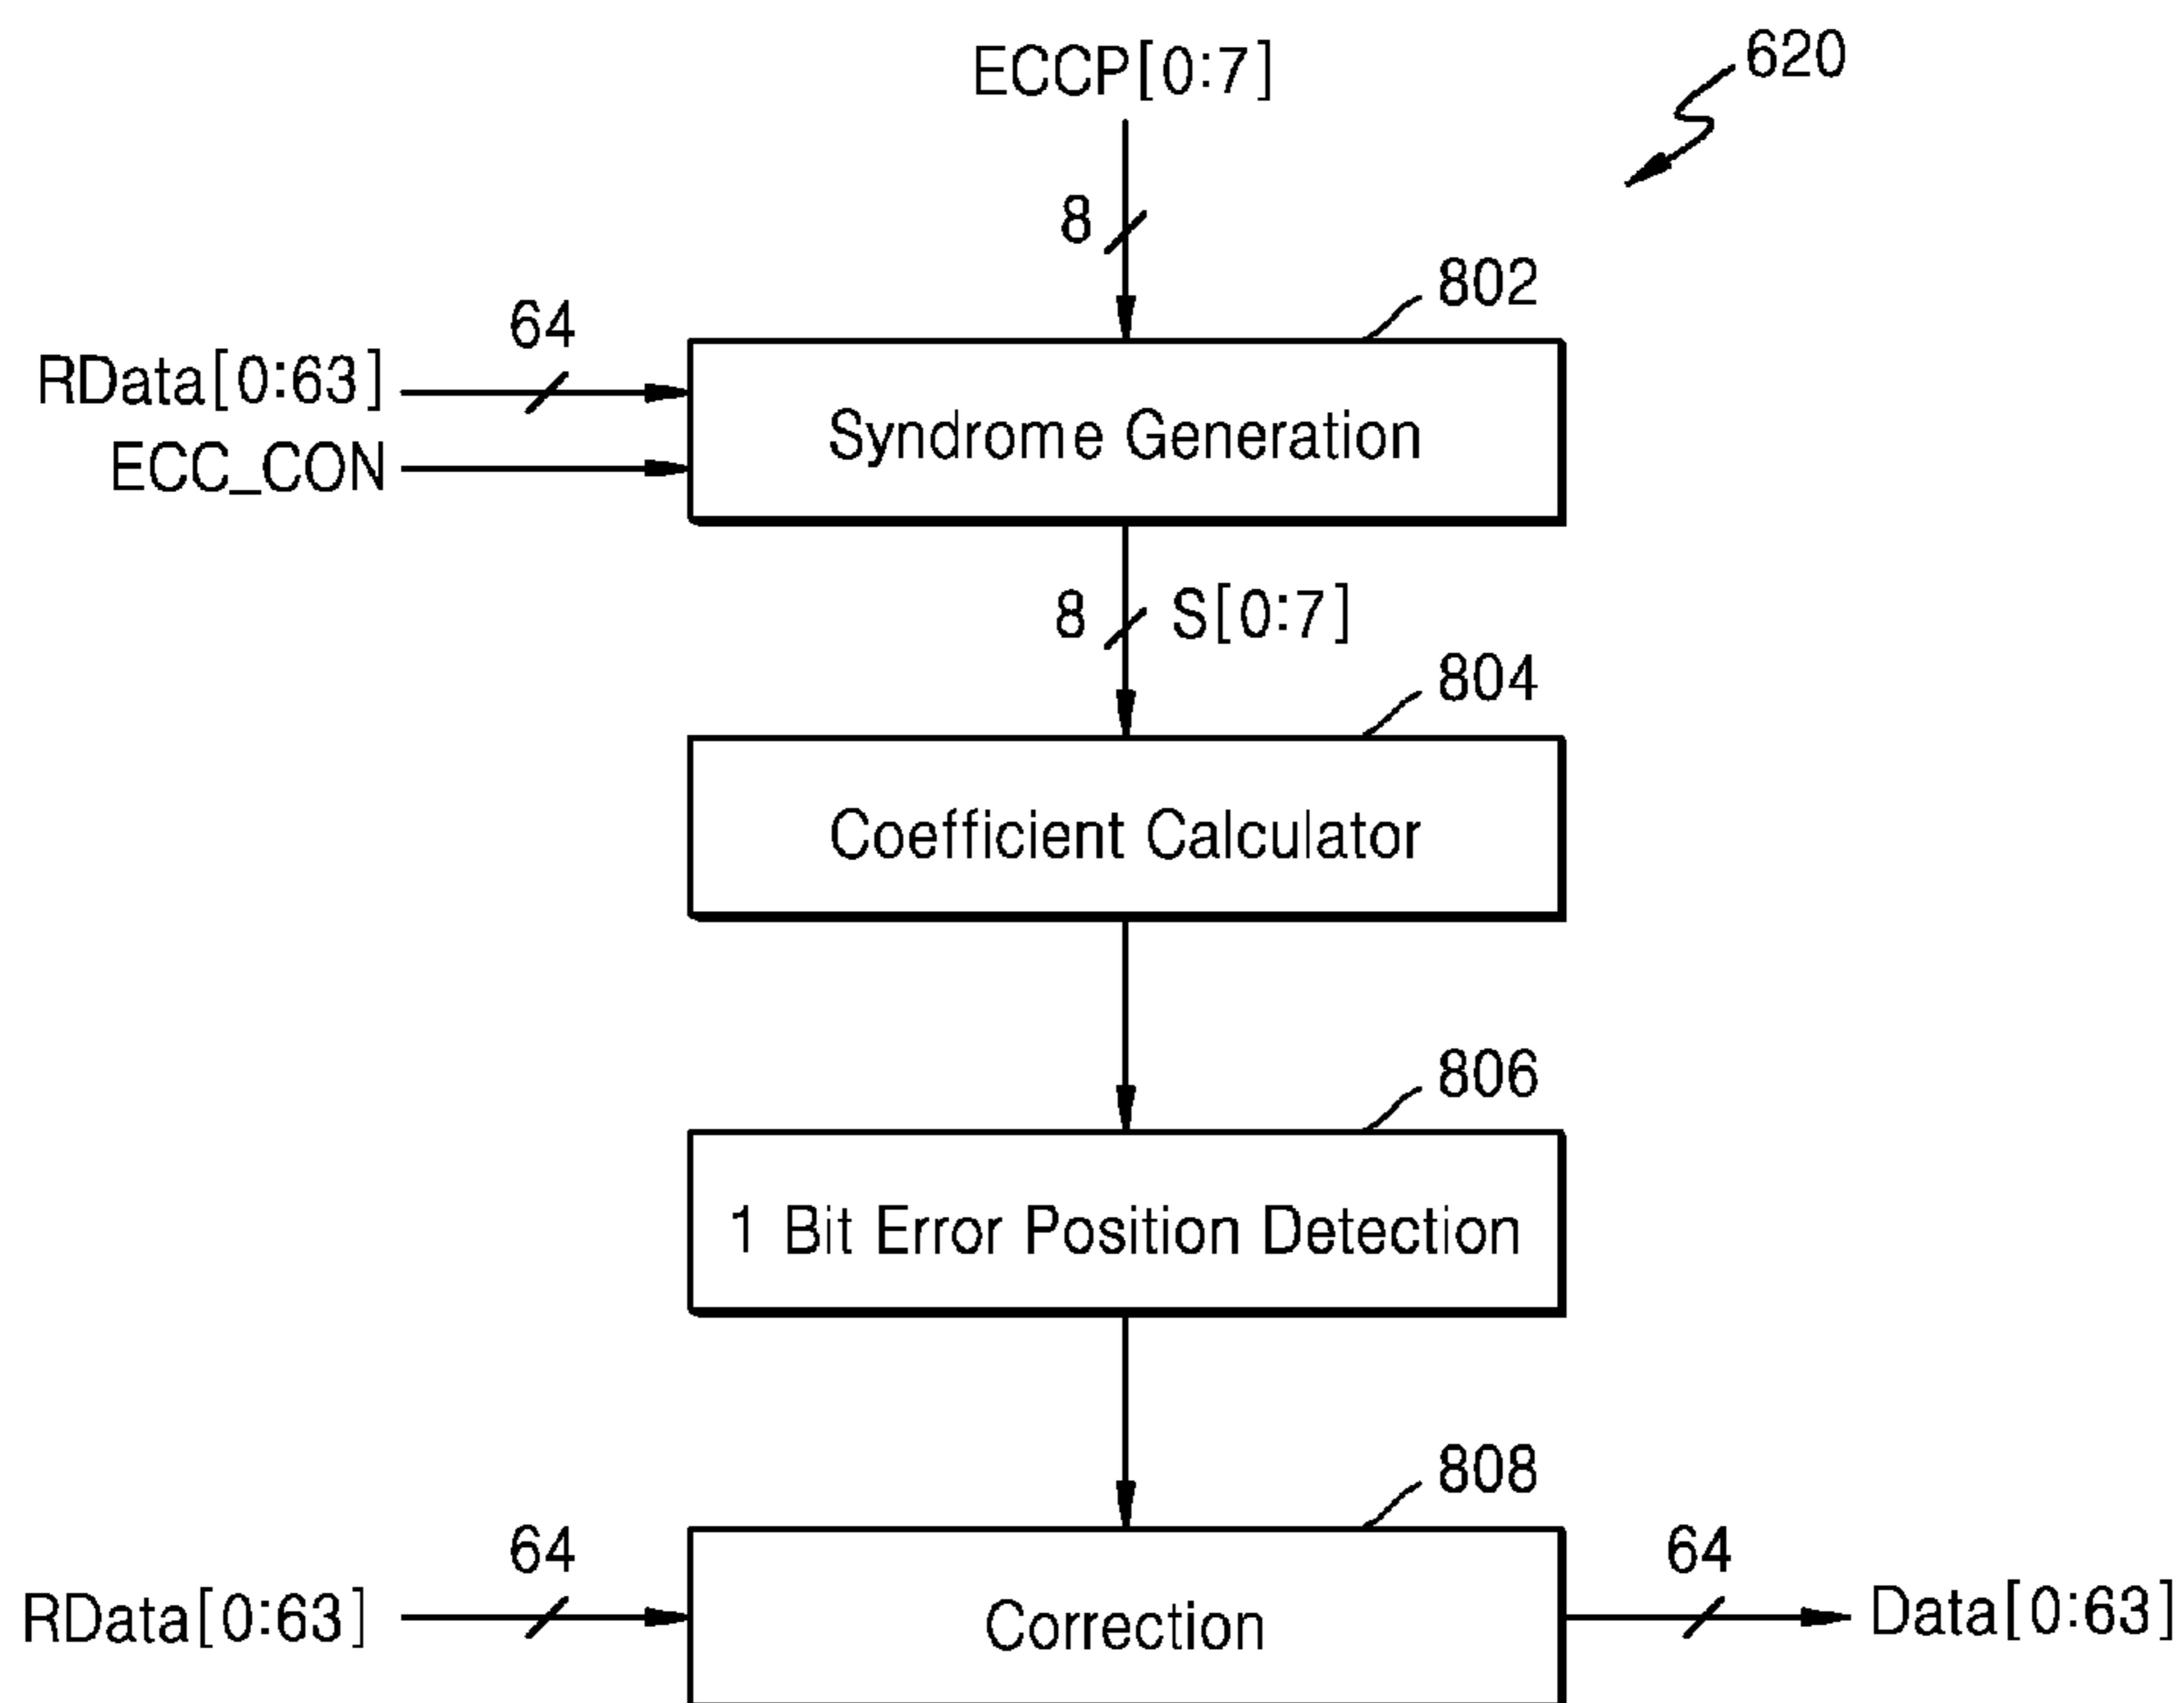 ECCP[0:7]
620
8
802
64
RData[0:63]
ECC_CON
Syndrome Generation
8
S[0:7]
804
Coefficient Calculator
806
1 Bit Error Position Detection
808
64
RData[0:63]
Correction
64
Data[0:63]